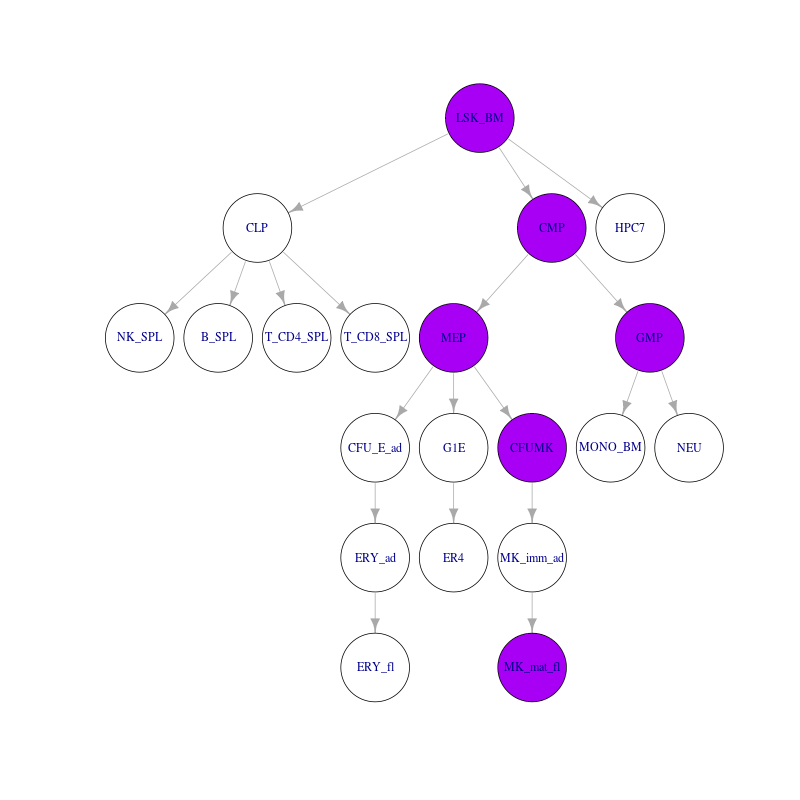 LSK_BM
CLP
CMP
HPC7
NK_SPL
B_SPL
T_CD4_SPL
T_CD8_SPL
MEP
GMP
CFU_E_ad
G1E
CFUMK
MONO_BM
NEU
ERY_ad
ER4
MK_imm_ad
ERY_fl
MK_mat_fl